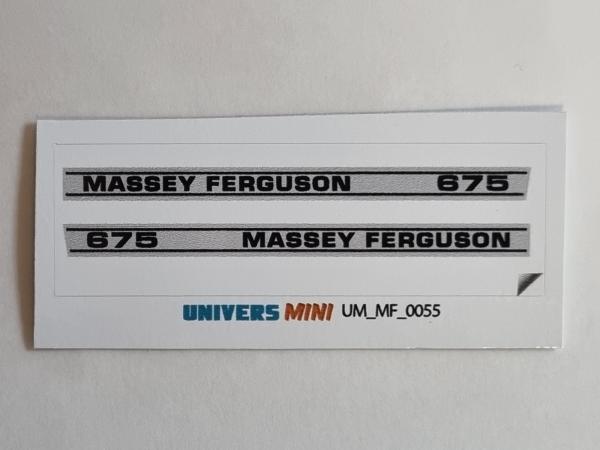 MASSEY FERGUSON 675
675 MASSEY FERGUSON
UNIVERS MINI UM_MF_0055